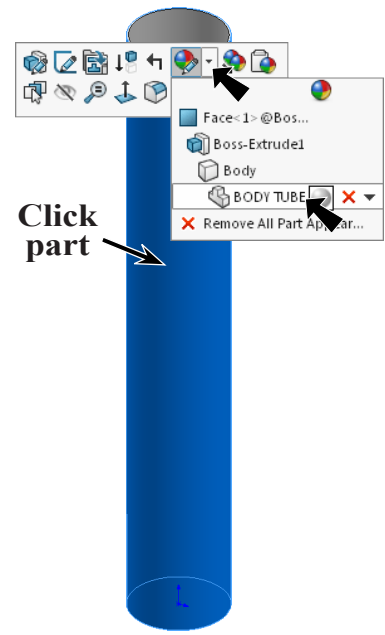 Face<1>@Bos...
Boss-Extrude1
Body
BODY TUBE
Remove All Part Appear...
Click
part